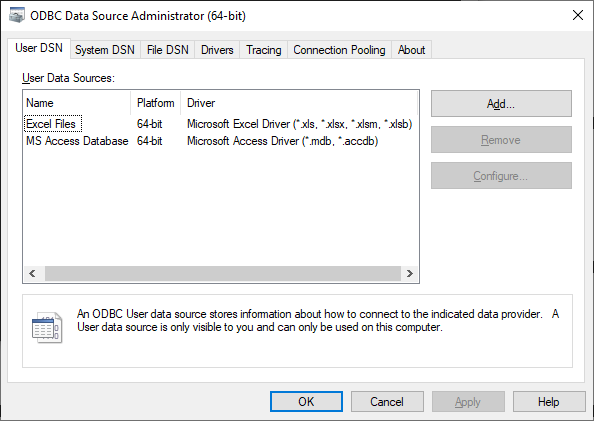 ODBC Data Source Administrator (64-bit)
User DSN System DSN File DSN Drivers Tracing Connection Pooling About
User Data Sources:
Name Platform Driver
Excel Files 64-bit Microsoft Excel Driver (*.xls, *.xlsx, *.xlsm, *.xlsb)
MS Access Database 64-bit Microsoft Access Driver (*.mdb, *.accdb)
Add...
Remove
Configure...
An ODBC User data source stores information about how to connect to the indicated data provider. A
User data source is only visible to you and can only be used on this computer.
OK Cancel Apply Help